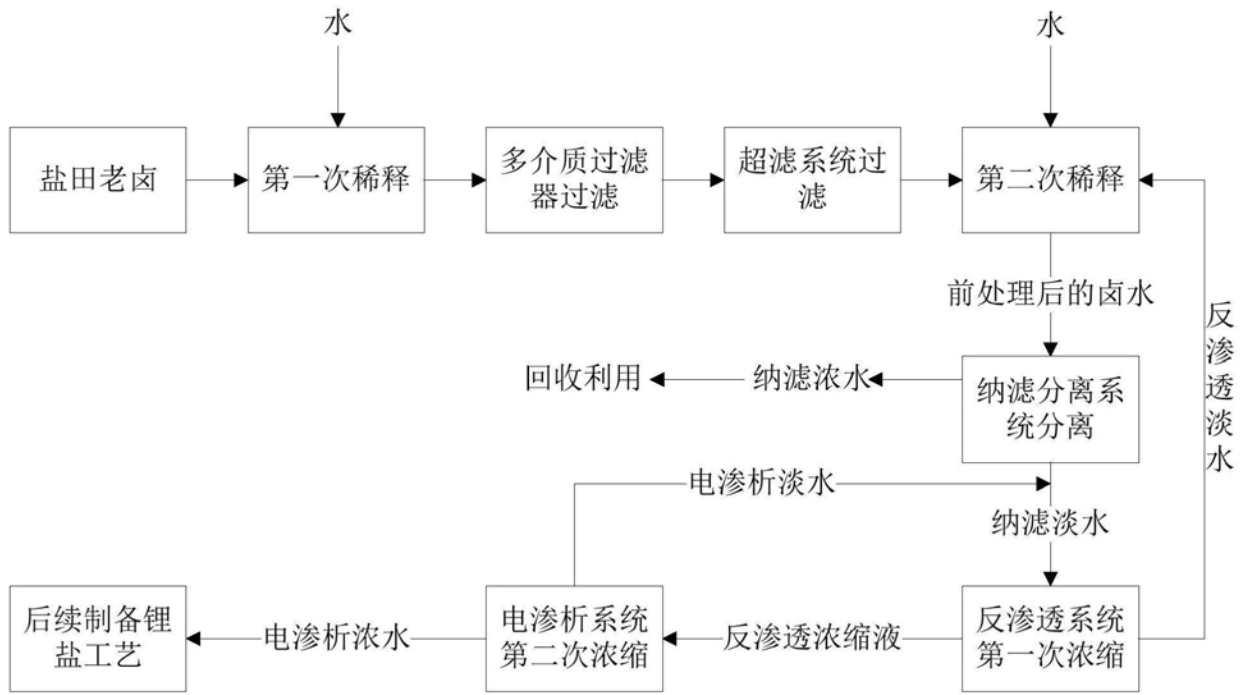 水
水
盐田老卤
第一次稀释
多介质过滤
器过滤
超滤系统过
滤
第二次稀释
前处理后的卤水
反渗透淡水
回收利用
纳滤浓水
纳滤分离系
统分离
电渗析淡水
纳滤淡水
后续制备锂
盐工艺
电渗析浓水
电渗析系统
第二次浓缩
反渗透浓缩液
反渗透系统
第一次浓缩